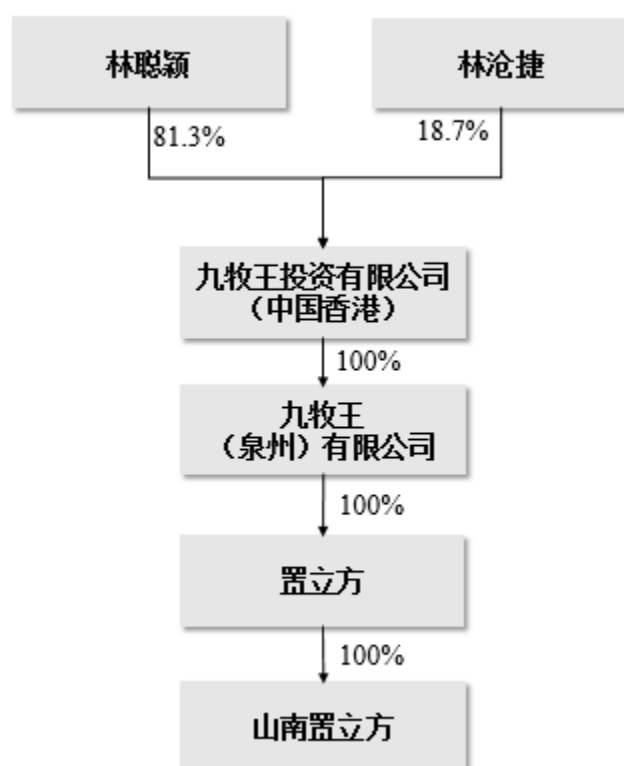 林聪颖
林沧捷
81.3%
18.7%
九牧王投资有限公司
（中国香港）
100%
九牧王
（泉州）有限公司
100%
置立方
100%
山南置立方